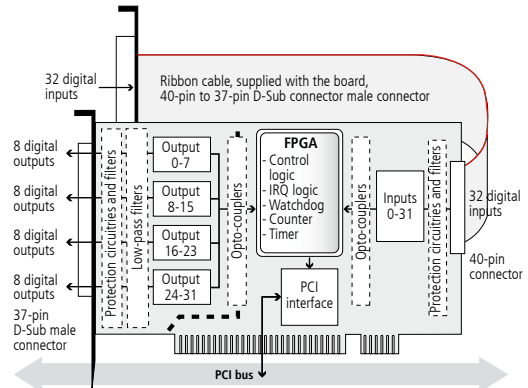 32 digital
inputs
Ribbon cable, supplied with the board,
40-pin to 37-pin D-Sub connector male connector
8 digital
outputs
8 digital
outputs
8 digital
outputs
8 digital
outputs
37-pin
D-Sub male
connector
Protection circuitries and filters
Low-pass filters
Output
0-7
Output
8-15
Output
16-23
Output
24-31
Opto-couplers
FPGA
- Control
logic
- IRQ logic
- Watchdog
- Counter
- Timer
PCI
interface
Opto-couplers
Inputs
0-31
Protection circuitries and filters
32 digital
inputs
40-pin
connector
PCI bus